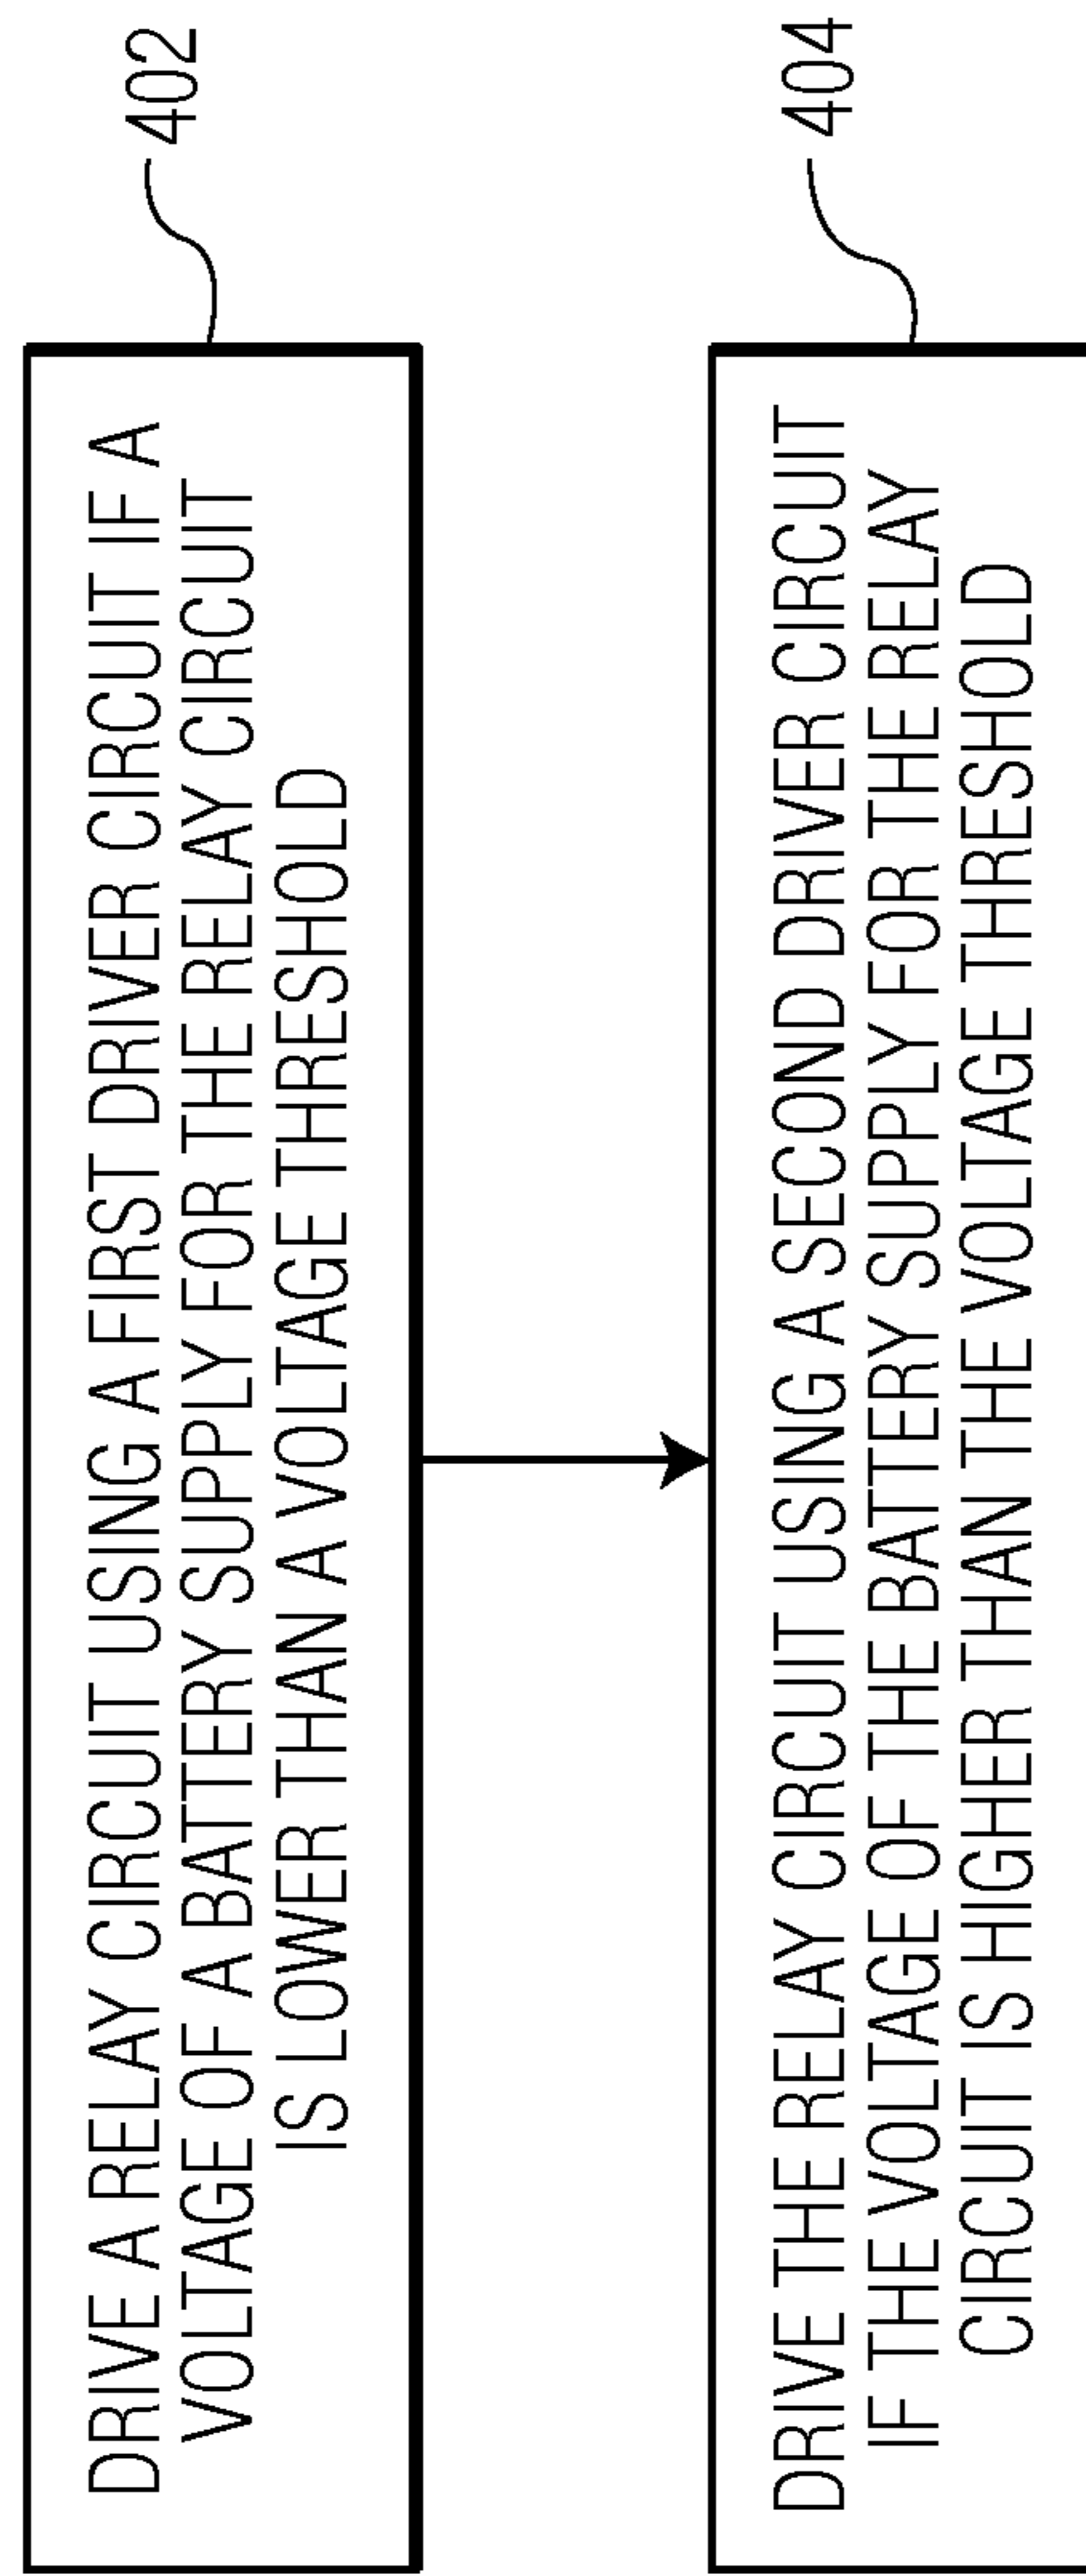 DRIVE A RELAY CIRCUIT USING A FIRST DRIVER CIRCUIT IF A
VOLTAGE OF A BATTERY SUPPLY FOR THE RELAY CIRCUIT
IS LOWER THAN A VOLTAGE THRESHOLD
402
DRIVE THE RELAY CIRCUIT USING A SECOND DRIVER CIRCUIT
IF THE VOLTAGE OF THE BATTERY SUPPLY FOR THE RELAY
CIRCUIT IS HIGHER THAN THE VOLTAGE THRESHOLD
404